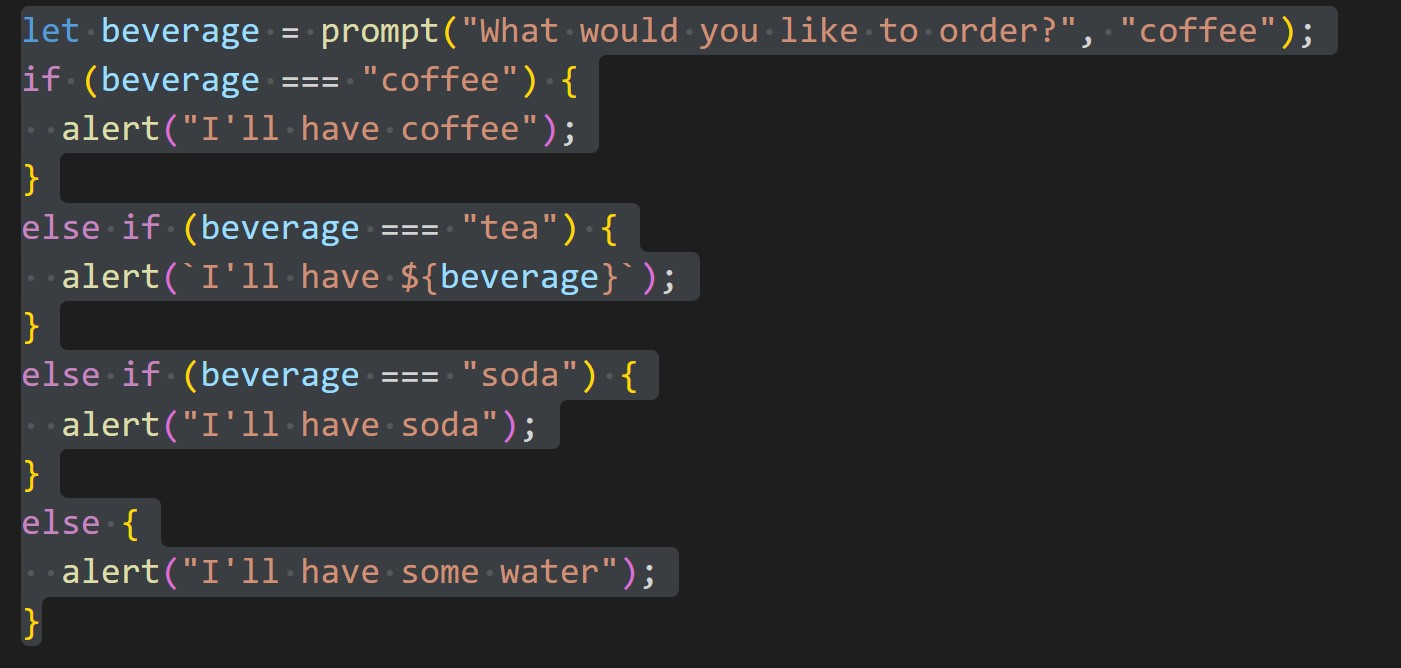 let beverage = prompt("What would you like to order?", "coffee");
if (beverage === "coffee") {
  alert("I'll have coffee");
}
else if (beverage === "tea") {
  alert(`I'll have ${beverage}`);
}
else if (beverage === "soda") {
  alert("I'll have soda");
}
else {
  alert("I'll have some water");
}